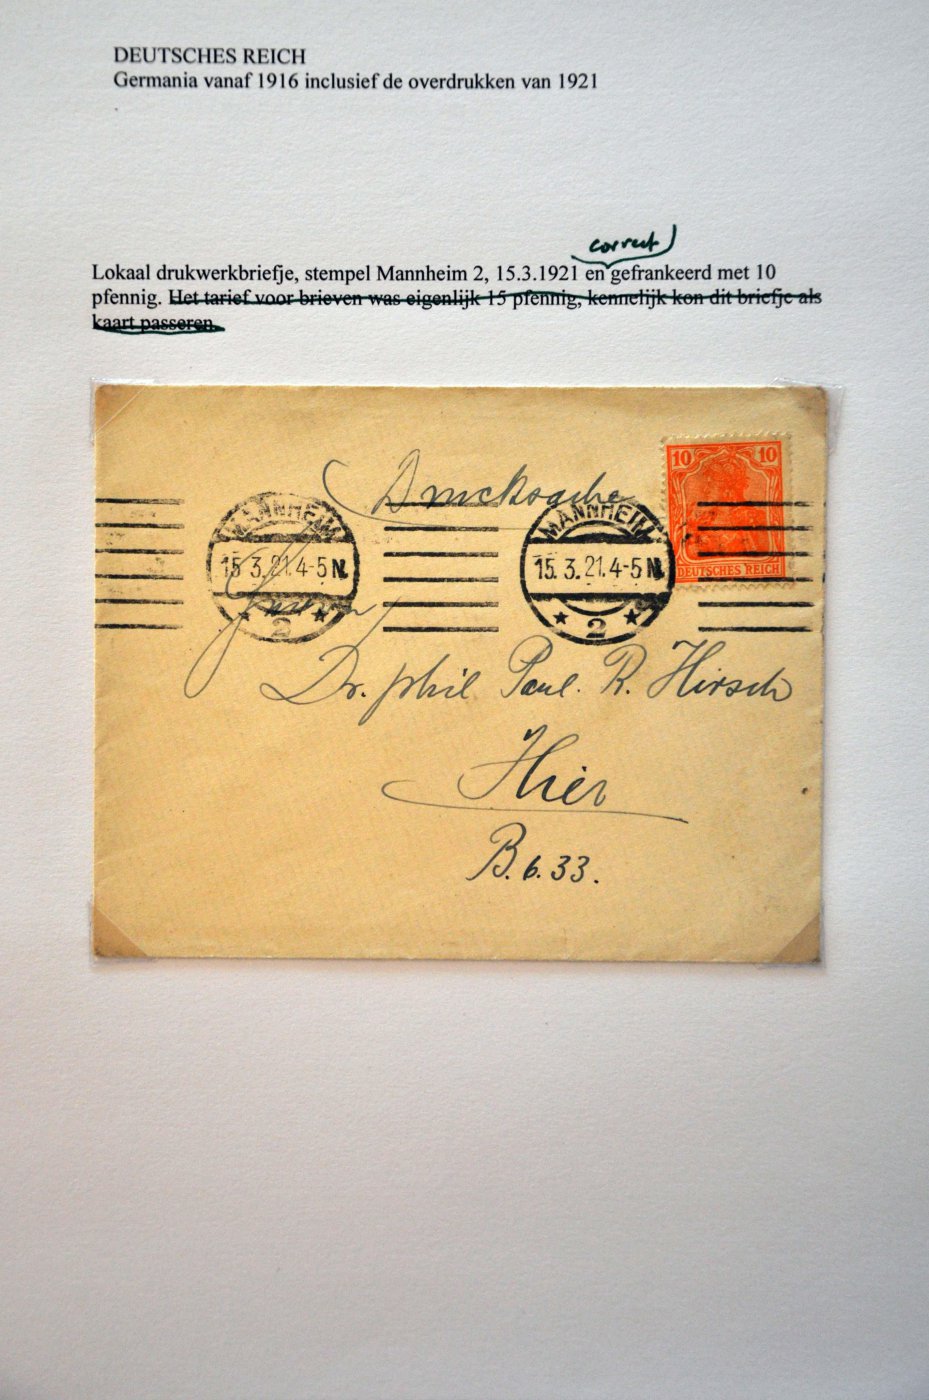 DEUTSCHES REICH
Germania vanaf 1916 inclusief de overdrukken van 1921
correct
Lokaal drukwerkbriefje, stempel Mannheim 2, 15.3.1921 en gefrankeerd met 10
pfennig. Het tarief voor brieven was eigenlijk 15 pfennig, kennelijk kon dit briefje als
kaart passeren.
10 10
DEUTSCHES REICH
Drucksache
MANNHEIM
15 3.21.4-5 N.
2
MANNHEIM
15.3.21.4-5 N.
2
Dr. phil Paul. R. Hirsch
Hier
B. 6. 33.